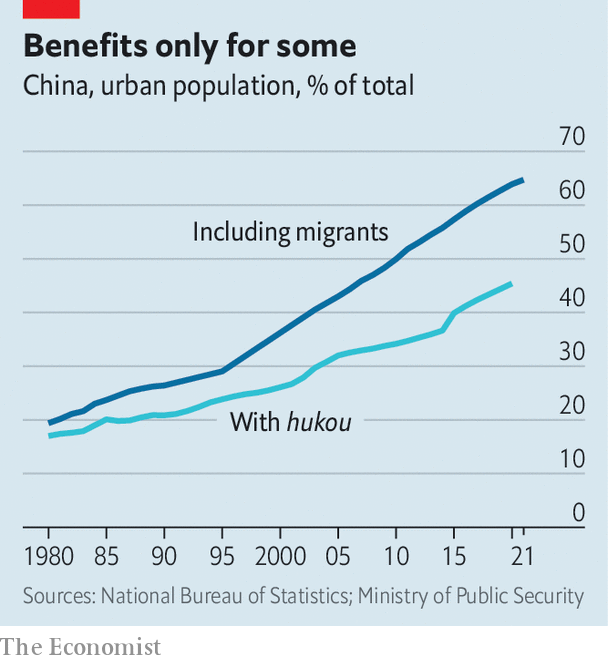 Benefits only for some
China, urban population, % of total
70
60
Including migrants
50
40
30
With hukou
20
10
0
1980 85 90 95 2000 05 10 15 21
Sources: National Bureau of Statistics; Ministry of Public Security
The Economist